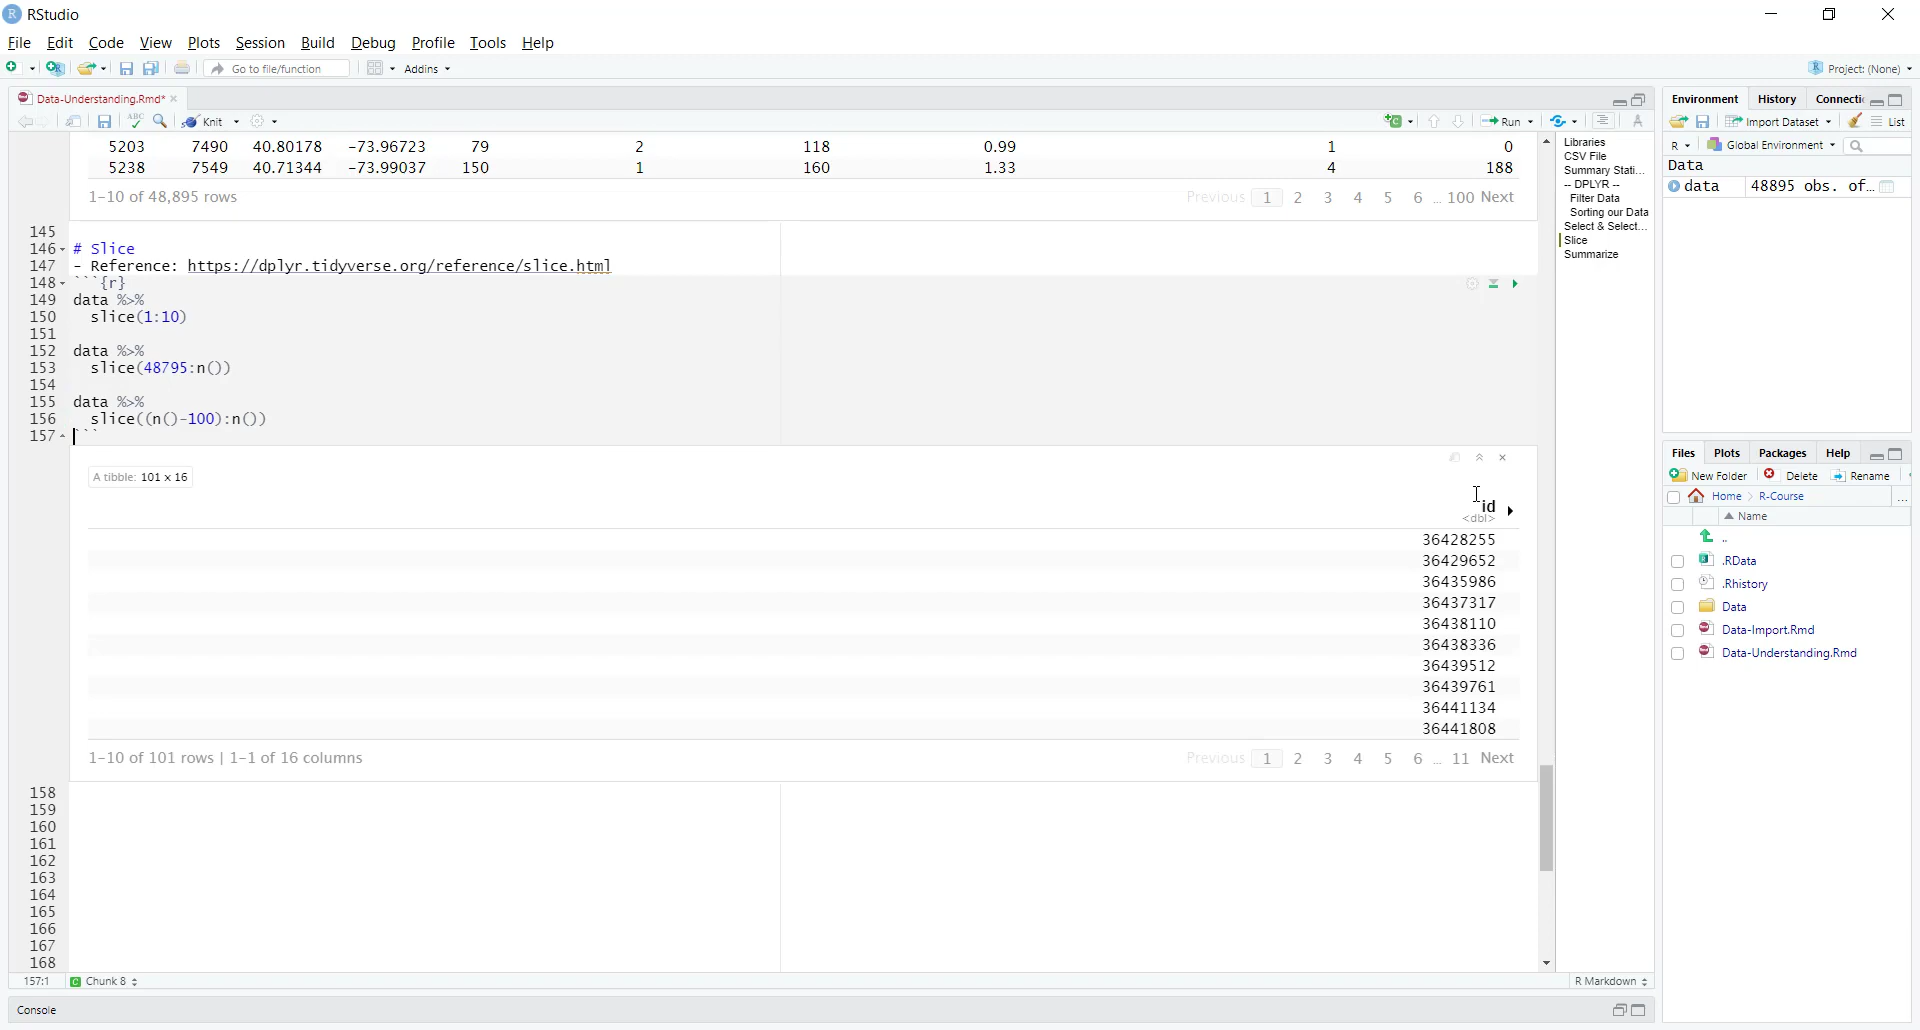 RStudio
File Edit Code View Plots Session Build Debug Profile Tools Help
Go to file/function Addins Project: (None)
Data-Understanding.Rmd*
ABC Knit Run
5203 7490 40.80178 -73.96723 79 2 118 0.99 1 0
5238 7549 40.71344 -73.99037 150 1 160 1.33 4 188
1-10 of 48,895 rows Previous 1 2 3 4 5 6 ... 100 Next
145
146 # Slice
147 - Reference: https://dplyr.tidyverse.org/reference/slice.html
148 ```{r}
149 data %>%
150 slice(1:10)
151
152 data %>%
153 slice(48795:n())
154
155 data %>%
156 slice((n()-100):n())
157 ```
A tibble: 101 x 16
id
<dbl>
36428255
36429652
36435986
36437317
36438110
36438336
36439512
36439761
36441134
36441808
1-10 of 101 rows | 1-1 of 16 columns Previous 1 2 3 4 5 6 ... 11 Next
158
159
160
161
162
163
164
165
166
167
168
157:1 Chunk 8 R Markdown
Console
Libraries
CSV File
Summary Stati...
-- DPLYR --
Filter Data
Sorting our Data
Select & Select...
Slice
Summarize
Environment History Connectic
Import Dataset List
R Global Environment
Data
data 48895 obs. of...
Files Plots Packages Help
New Folder Delete Rename
Home R-Course ...
Name
..
.RData
.Rhistory
Data
Data-Import.Rmd
Data-Understanding.Rmd